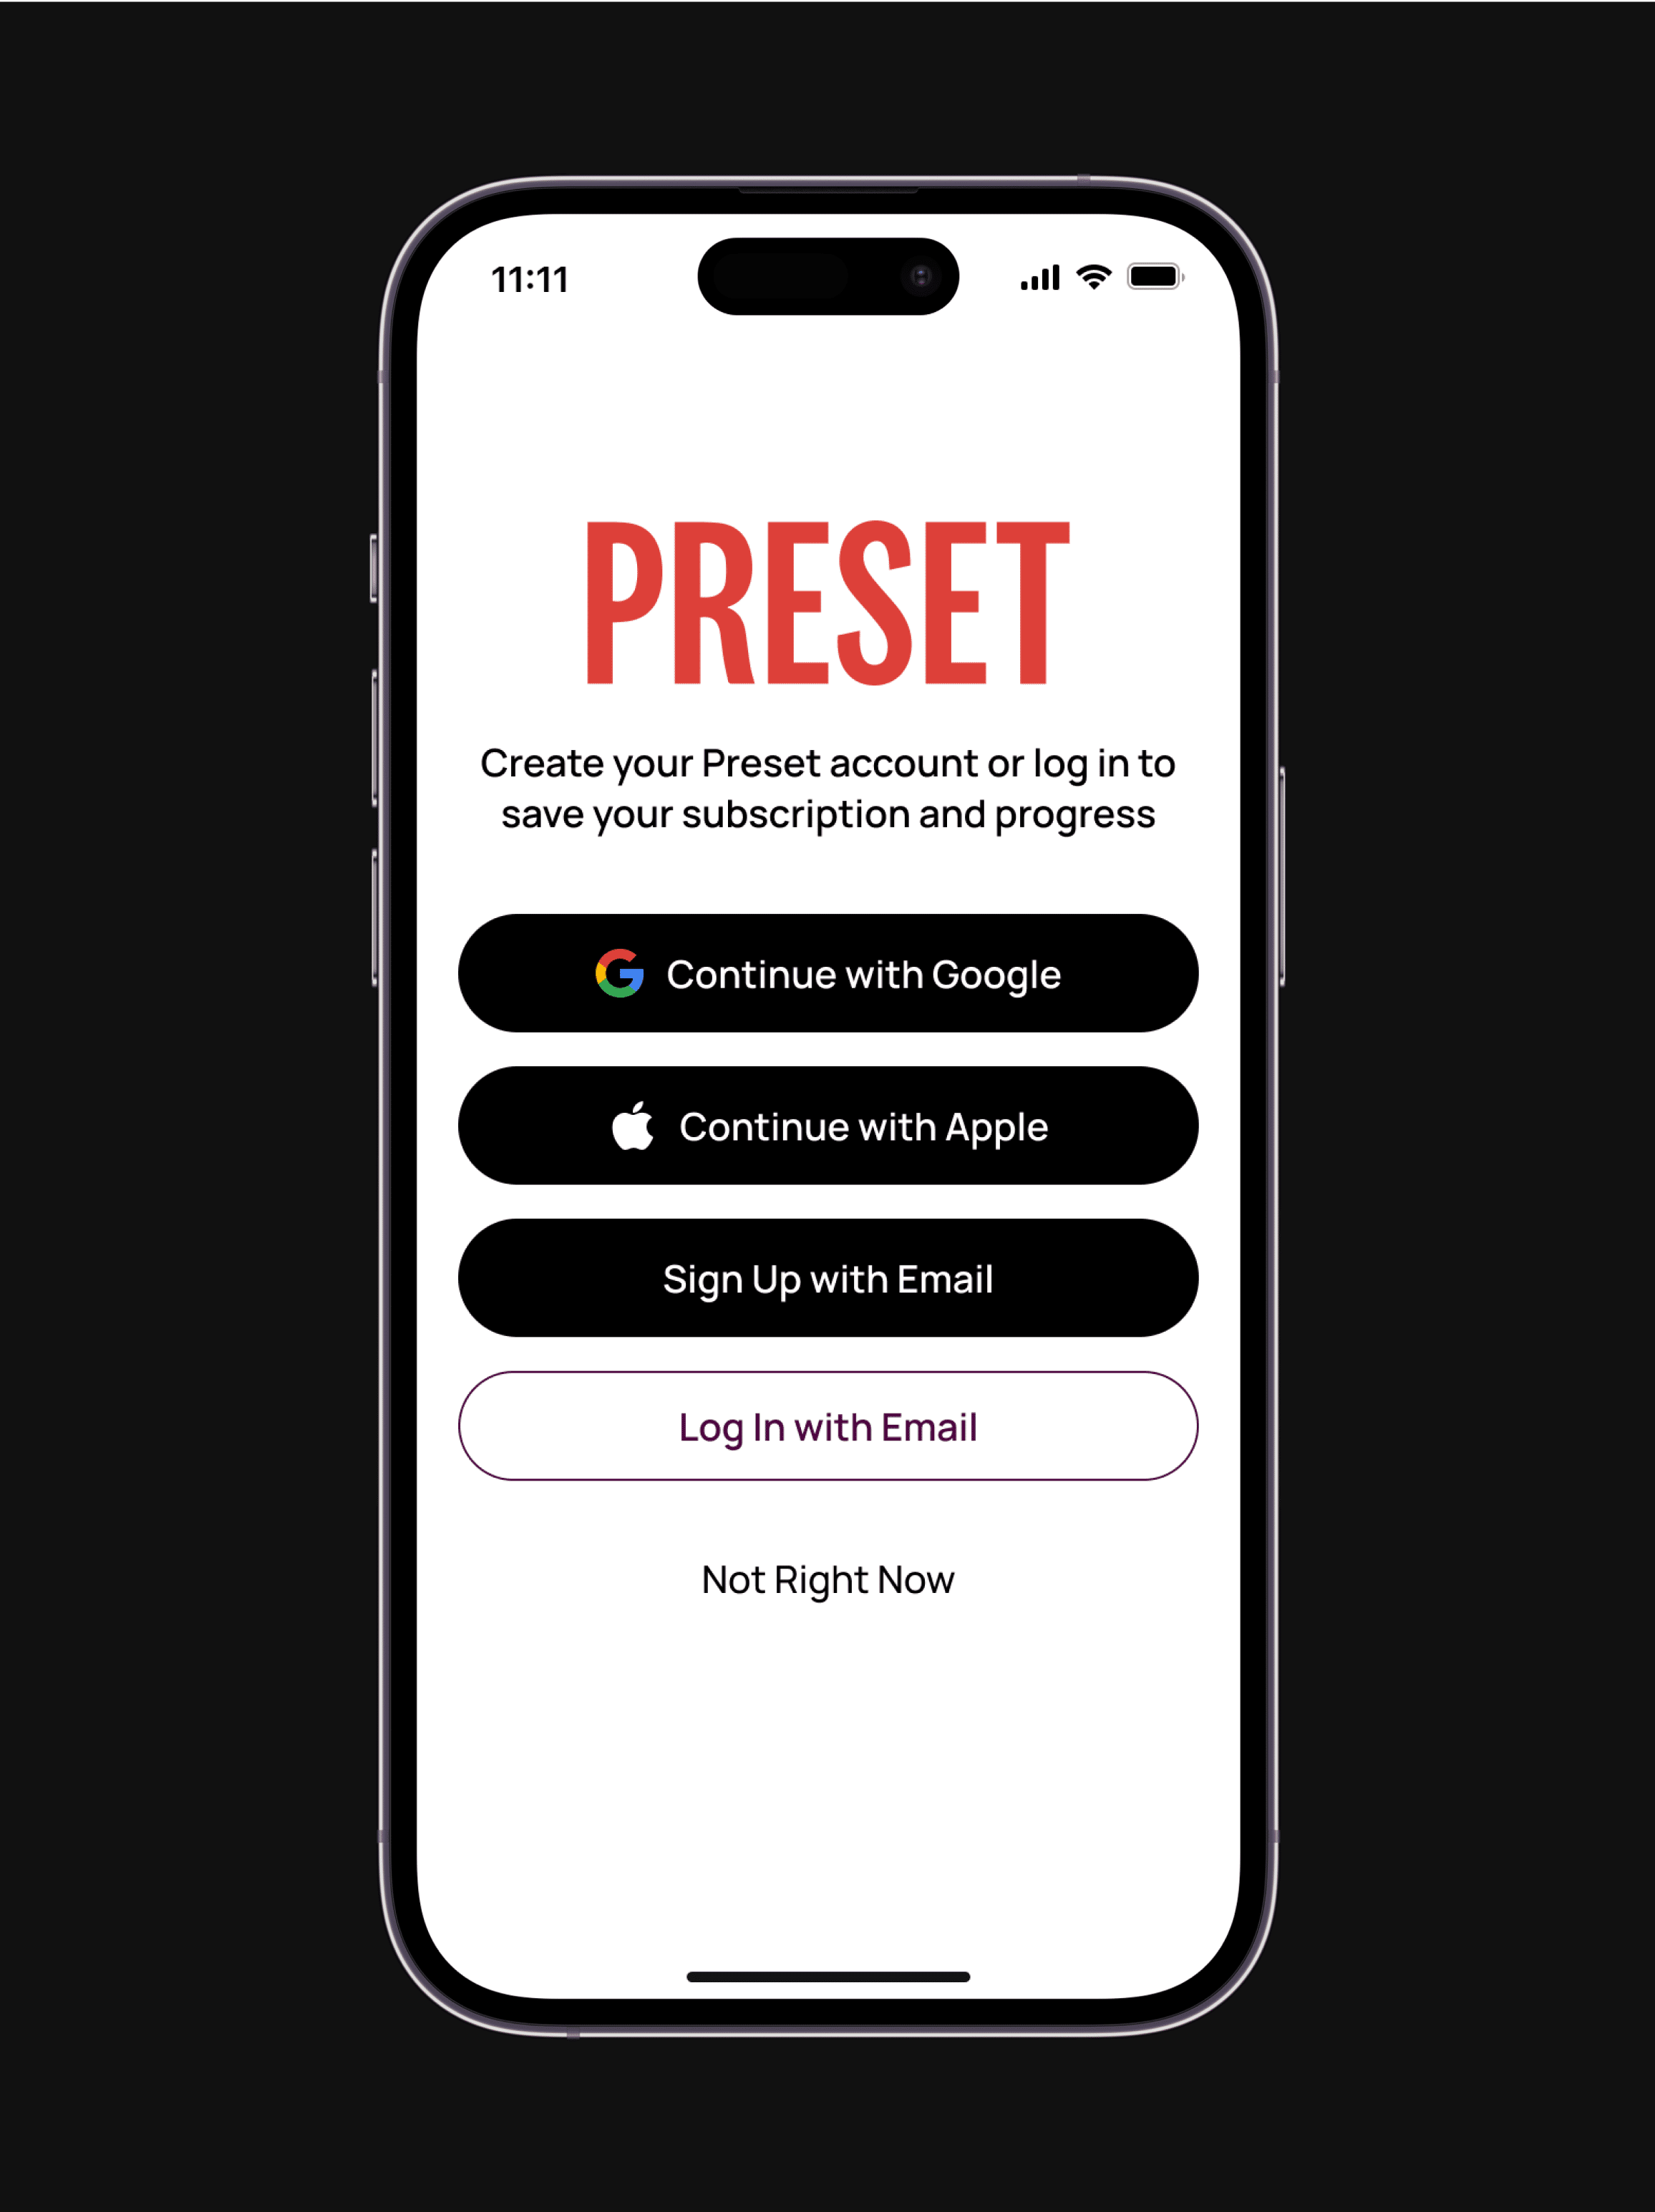 11:11
PRESET
Create your Preset account or log in to
save your subscription and progress
Continue with Google
Continue with Apple
Sign Up with Email
Log In with Email
Not Right Now